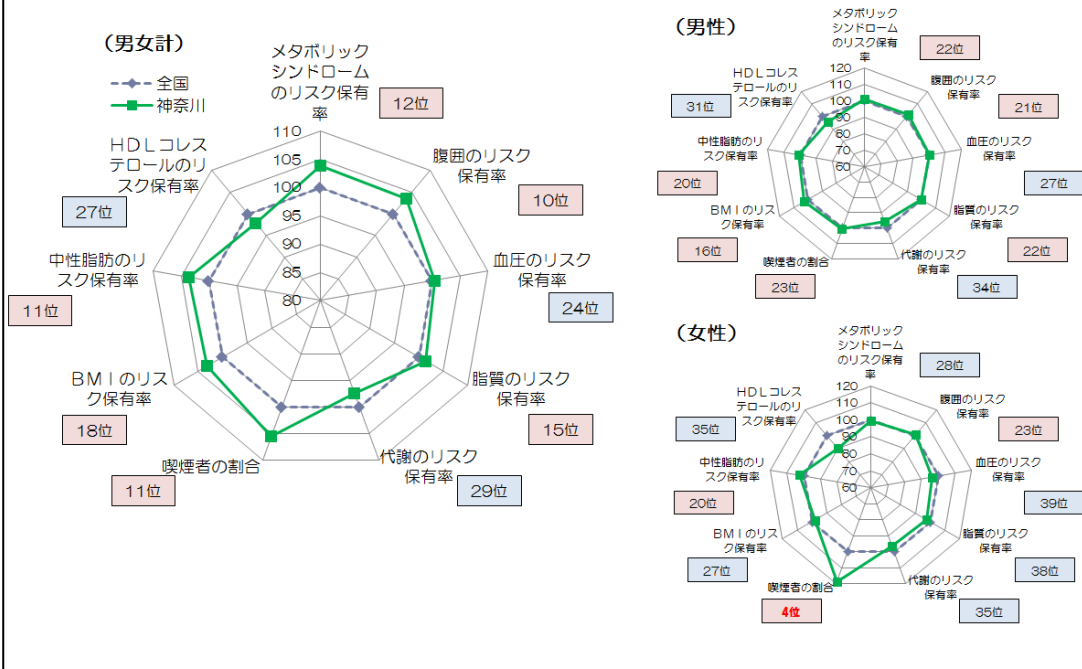 (男女計)
全国
神奈川
メタボリック
シンドローム
のリスク保有
率
12位
腹囲のリスク
保有率
10位
血圧のリスク
保有率
24位
脂質のリスク
保有率
15位
代謝のリスク
保有率
29位
喫煙者の割合
11位
ＢＭＩのリス
ク保有率
18位
中性脂肪のリ
スク保有率
11位
ＨＤＬコレス
テロールのリ
スク保有率
27位
110
105
100
95
90
85
80
(男性)
メタボリック
シンドローム
のリスク保有
率
22位
腹囲のリスク
保有率
21位
血圧のリスク
保有率
27位
脂質のリスク
保有率
22位
代謝のリスク
保有率
34位
喫煙者の割合
23位
ＢＭＩのリス
ク保有率
16位
中性脂肪のリ
スク保有率
20位
ＨＤＬコレス
テロールのリ
スク保有率
31位
120
110
100
90
80
70
60
(女性)
メタボリック
シンドローム
のリスク保有
率
28位
腹囲のリスク
保有率
23位
血圧のリスク
保有率
39位
脂質のリスク
保有率
38位
代謝のリスク
保有率
35位
喫煙者の割合
4位
ＢＭＩのリス
ク保有率
27位
中性脂肪のリ
スク保有率
20位
ＨＤＬコレス
テロールのリ
スク保有率
35位
120
110
100
90
80
70
60